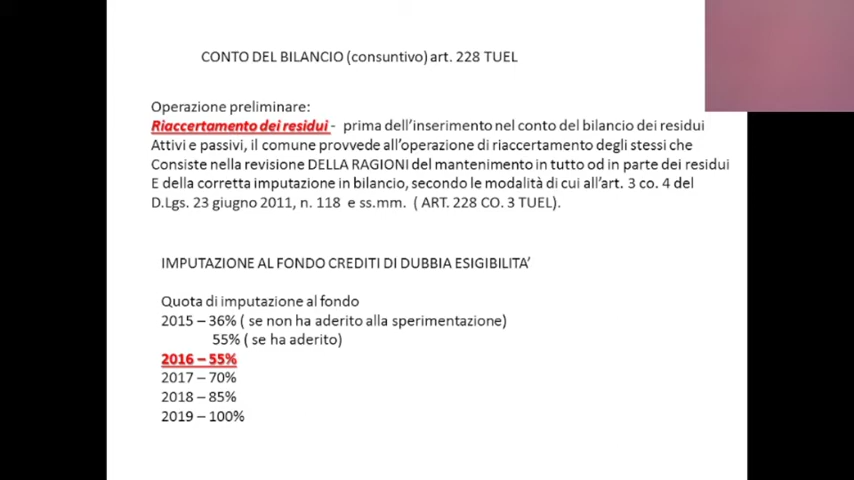 CONTO DEL BILANCIO (consuntivo) art. 228 TUEL
Operazione preliminare:
Riaccertamento dei residui - prima dell'inserimento nel conto del bilancio dei residui
Attivi e passivi, il comune provvede all'operazione di riaccertamento degli stessi che
Consiste nella revisione DELLA RAGIONI del mantenimento in tutto od in parte dei residui
E della corretta imputazione in bilancio, secondo le modalità di cui all'art. 3 co. 4 del
D.Lgs. 23 giugno 2011, n. 118 e ss.mm. ( ART. 228 CO. 3 TUEL).
IMPUTAZIONE AL FONDO CREDITI DI DUBBIA ESIGIBILITA'
Quota di imputazione al fondo
2015 – 36% ( se non ha aderito alla sperimentazione)
55% ( se ha aderito)
2016 – 55%
2017 – 70%
2018 – 85%
2019 – 100%